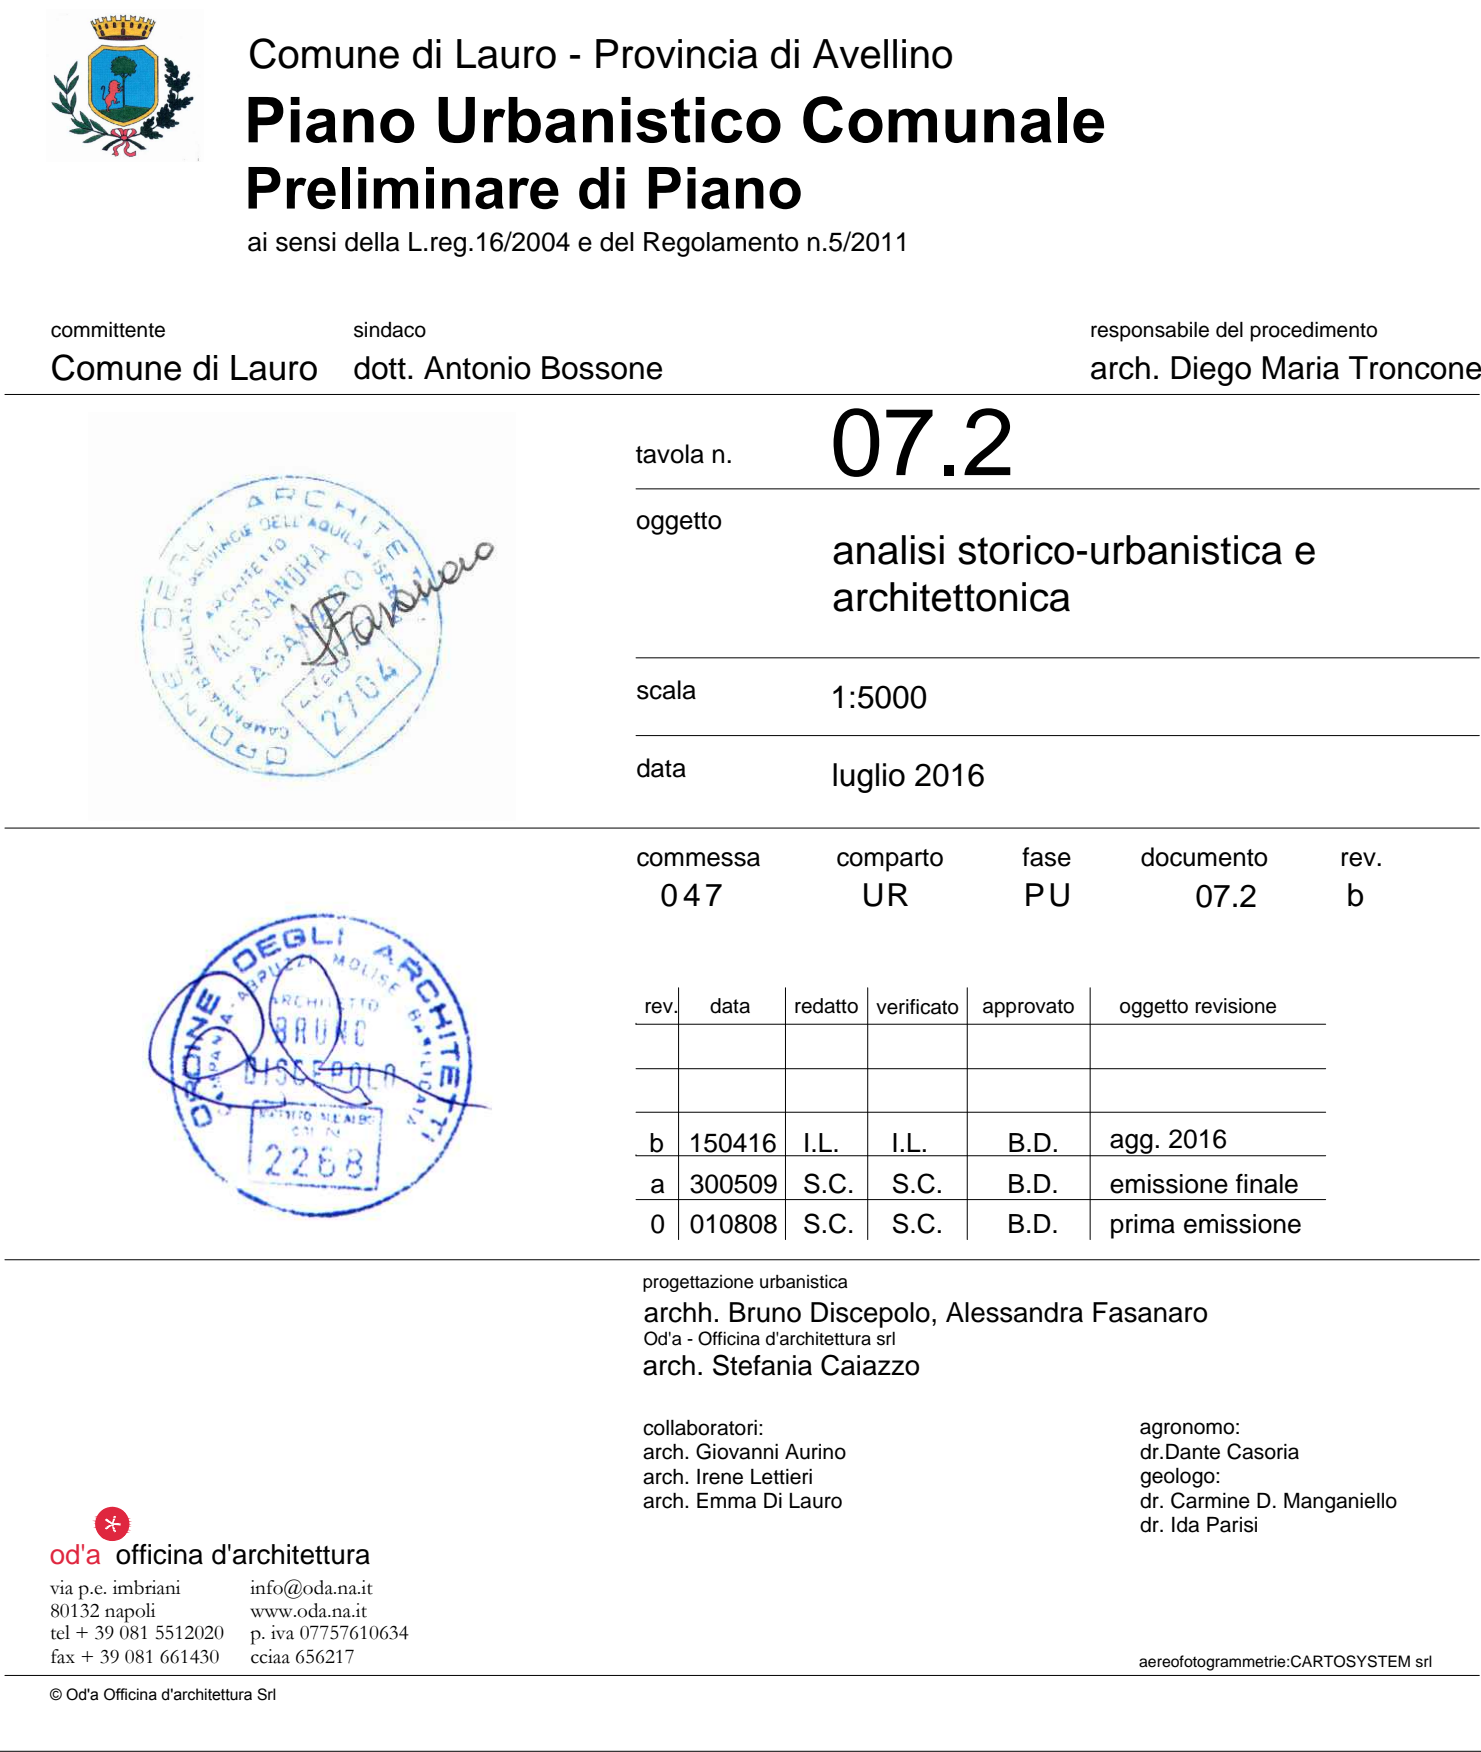 Comune di Lauro - Provincia di Avellino
Piano Urbanistico Comunale
Preliminare di Piano
ai sensi della L.reg.16/2004 e del Regolamento n.5/2011
committente sindaco responsabile del procedimento
Comune di Lauro dott. Antonio Bossone arch. Diego Maria Troncone
tavola n. 07.2
oggetto
analisi storico-urbanistica e
architettonica
scala 1:5000
data luglio 2016
ORDINE DEGLI ARCHITE
ARCHITETTO
ALESSANDRA
FASANARO
2704
commessa comparto fase documento rev.
047 UR PU 07.2 b
ORDINE DEGLI ARCHITETTI
MOLISE
ARCHITETTO
BRUNO
DISCEPOLO
2268
rev. data redatto verificato approvato oggetto revisione
b 150416 I.L. I.L. B.D. agg. 2016
a 300509 S.C. S.C. B.D. emissione finale
0 010808 S.C. S.C. B.D. prima emissione
progettazione urbanistica
archh. Bruno Discepolo, Alessandra Fasanaro
Od'a - Officina d'architettura srl
arch. Stefania Caiazzo
collaboratori:
arch. Giovanni Aurino
arch. Irene Lettieri
arch. Emma Di Lauro
agronomo:
dr.Dante Casoria
geologo:
dr. Carmine D. Manganiello
dr. Ida Parisi
od'a officina d'architettura
via p.e. imbriani info@oda.na.it
80132 napoli www.oda.na.it
tel + 39 081 5512020 p. iva 07757610634
fax + 39 081 661430 cciaa 656217
aereofotogrammetrie:CARTOSYSTEM srl
© Od'a Officina d'architettura Srl